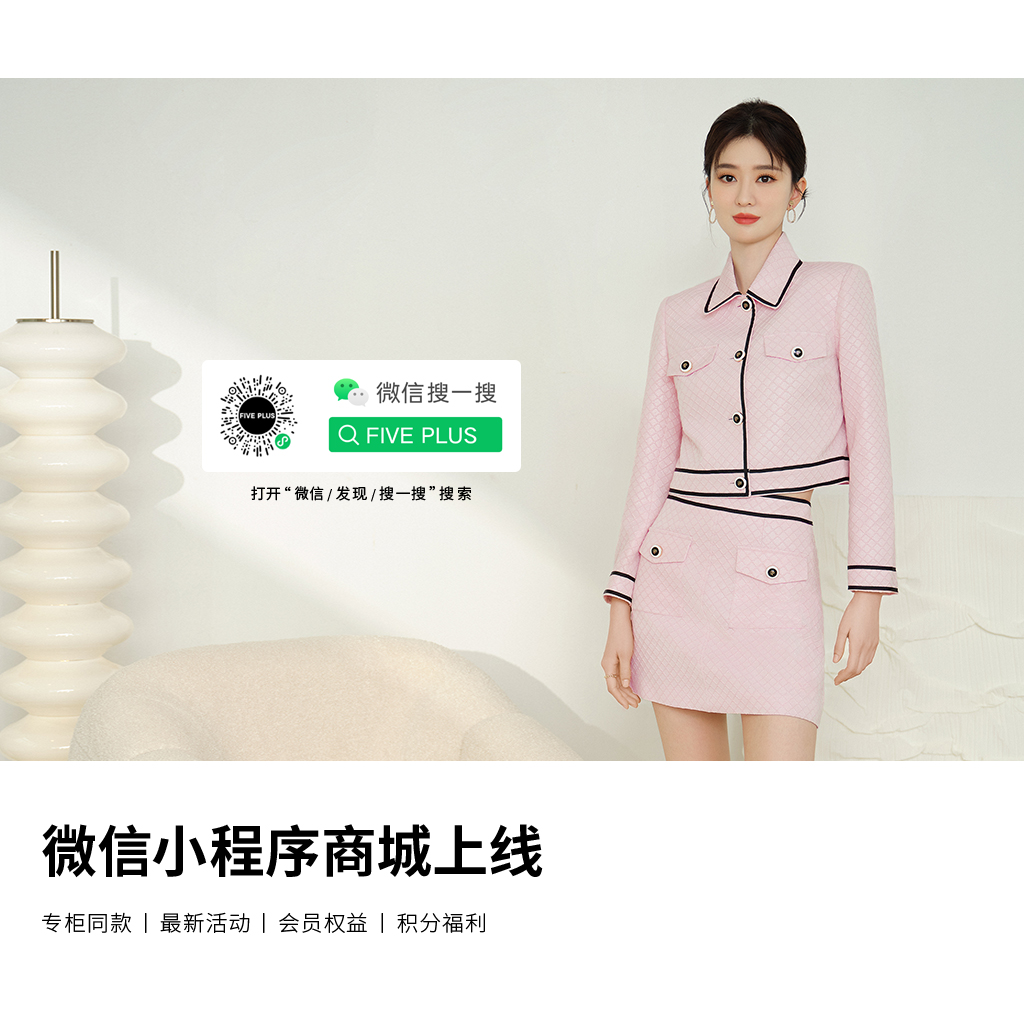 FIVE PLUS
微信搜一搜
FIVE PLUS
打开“微信/发现/搜一搜”搜索
微信小程序商城上线
专柜同款 | 最新活动 | 会员权益 | 积分福利